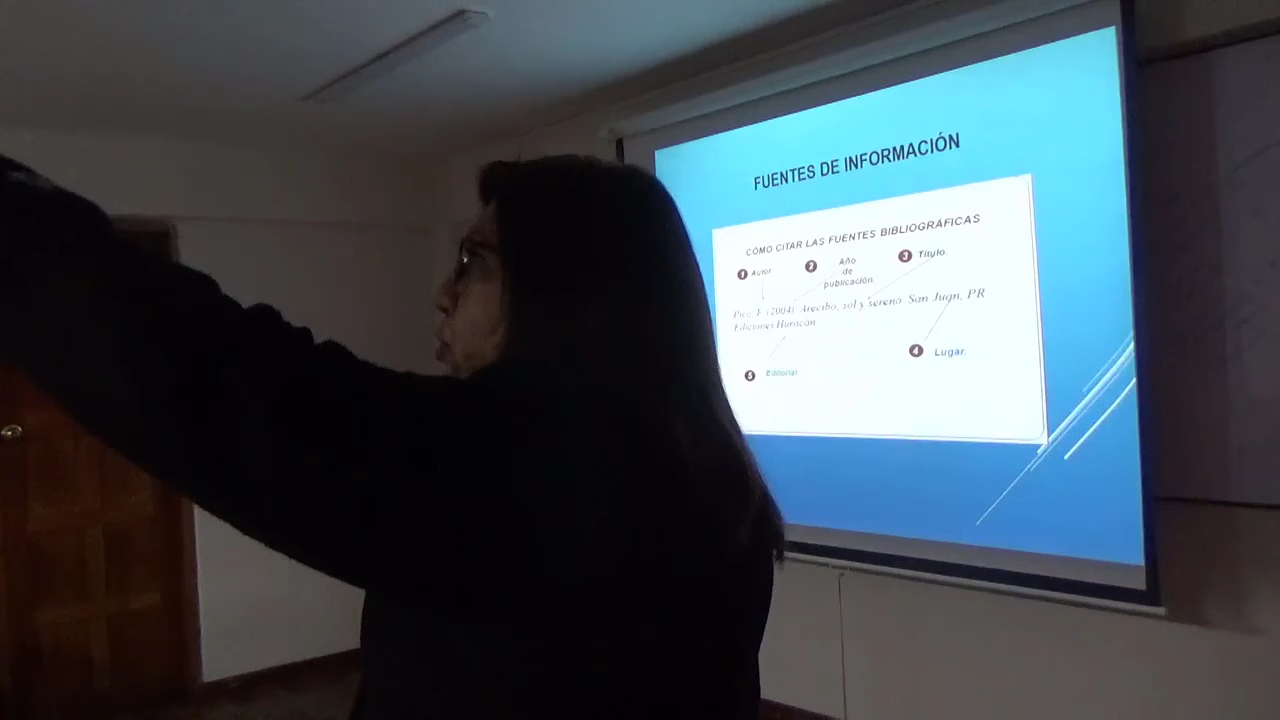 FUENTES DE INFORMACIÓN
CÓMO CITAR LAS FUENTES BIBLIOGRÁFICAS
1 Autor
2 Año de publicación
3 Título
Pico, F. (2004). Arecibo, sol y sereno. San Juan, PR
Ediciones Huracán
4 Lugar
5 Editorial